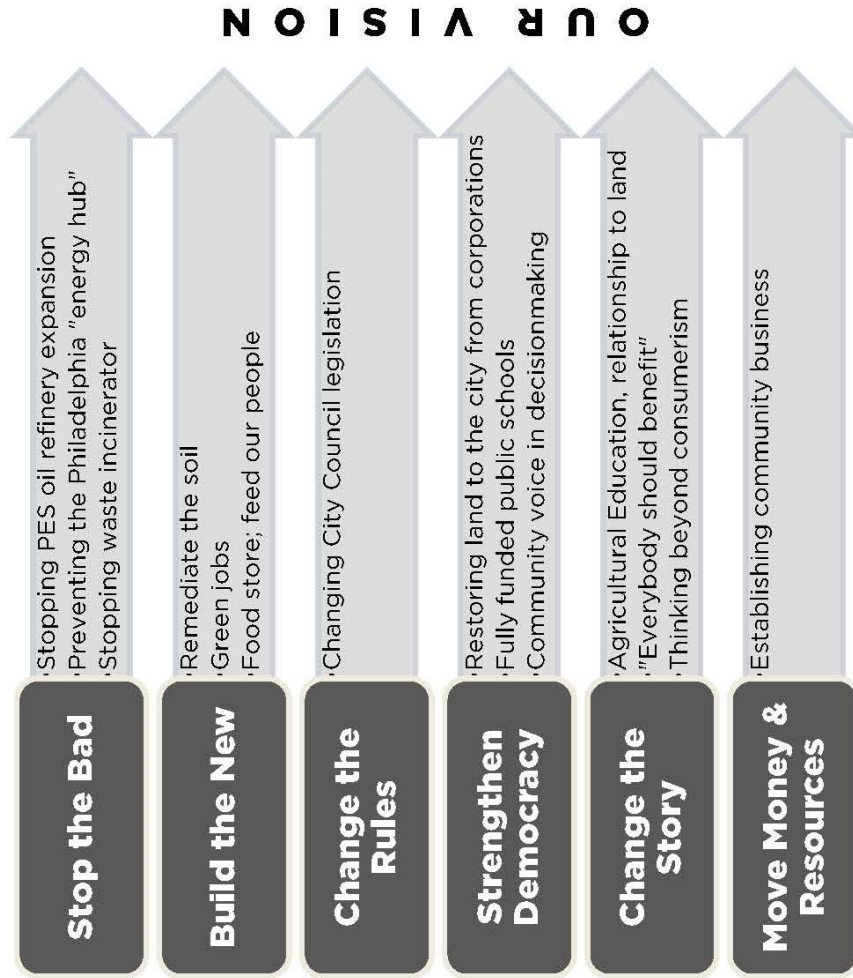 Stop the Bad
•Stopping PES oil refinery expansion
•Preventing the Philadelphia "energy hub"
•Stopping waste incinerator
Build the New
•Remediate the soil
•Green jobs
•Food store; feed our people
Change the
Rules
•Changing City Council legislation
Strengthen
Democracy
•Restoring land to the city from corporations
•Fully funded public schools
•Community voice in decisionmaking
Change the
Story
•Agricultural Education, relationship to land
•"Everybody should benefit"
•Thinking beyond consumerism
Move Money &
Resources
•Establishing community business
OUR VISION